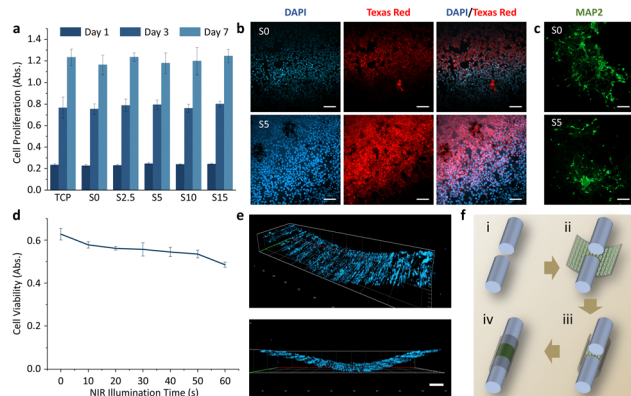 a
Day 1 Day 3 Day 7
Cell Proliferation (Abs.)
1.4
1.2
1.0
0.8
0.6
0.4
0.2
0.0
TCP S0 S2.5 S5 S10 S15
b
DAPI Texas Red DAPI/Texas Red
S0
S5
c
MAP2
S0
S5
d
Cell Viability (Abs.)
0.6
0.4
0.2
0.0
0 10 20 30 40 50 60
NIR Illumination Time (s)
e
f
i
ii
iii
iv